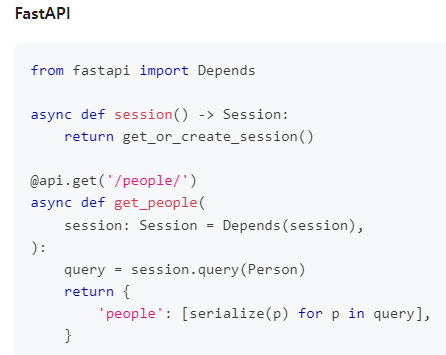 FastAPI
from fastapi import Depends
async def session() -> Session:
    return get_or_create_session()
@api.get('/people/')
async def get_people(
    session: Session = Depends(session),
):
    query = session.query(Person)
    return {
        'people': [serialize(p) for p in query],
    }